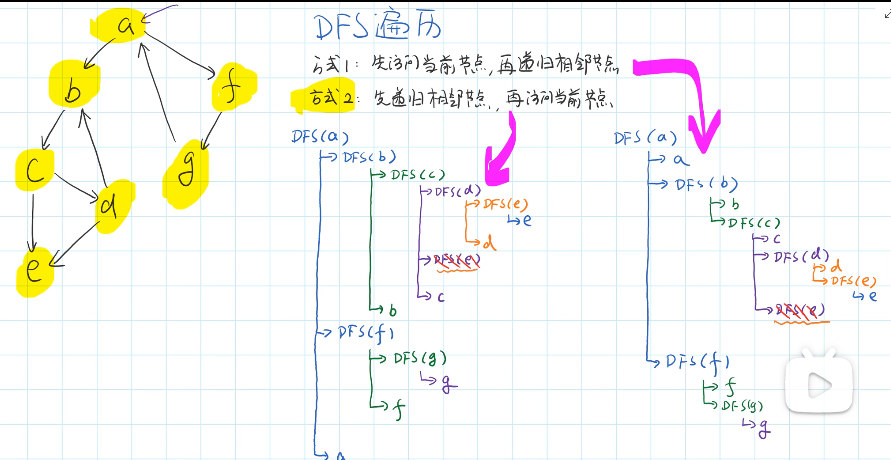 DFS遍历
方式1：先访问当前节点，再递归相邻节点
方式2：先递归相邻节点，再访问当前节点
a
b
f
c
g
d
e
DFS(a)
DFS(b)
DFS(c)
DFS(d)
DFS(e)
e
d
DFS(e)
c
b
DFS(f)
DFS(g)
g
f
DFS(a)
a
DFS(b)
b
DFS(c)
c
DFS(d)
d
DFS(e)
e
DFS(e)
DFS(f)
f
DFS(g)
g